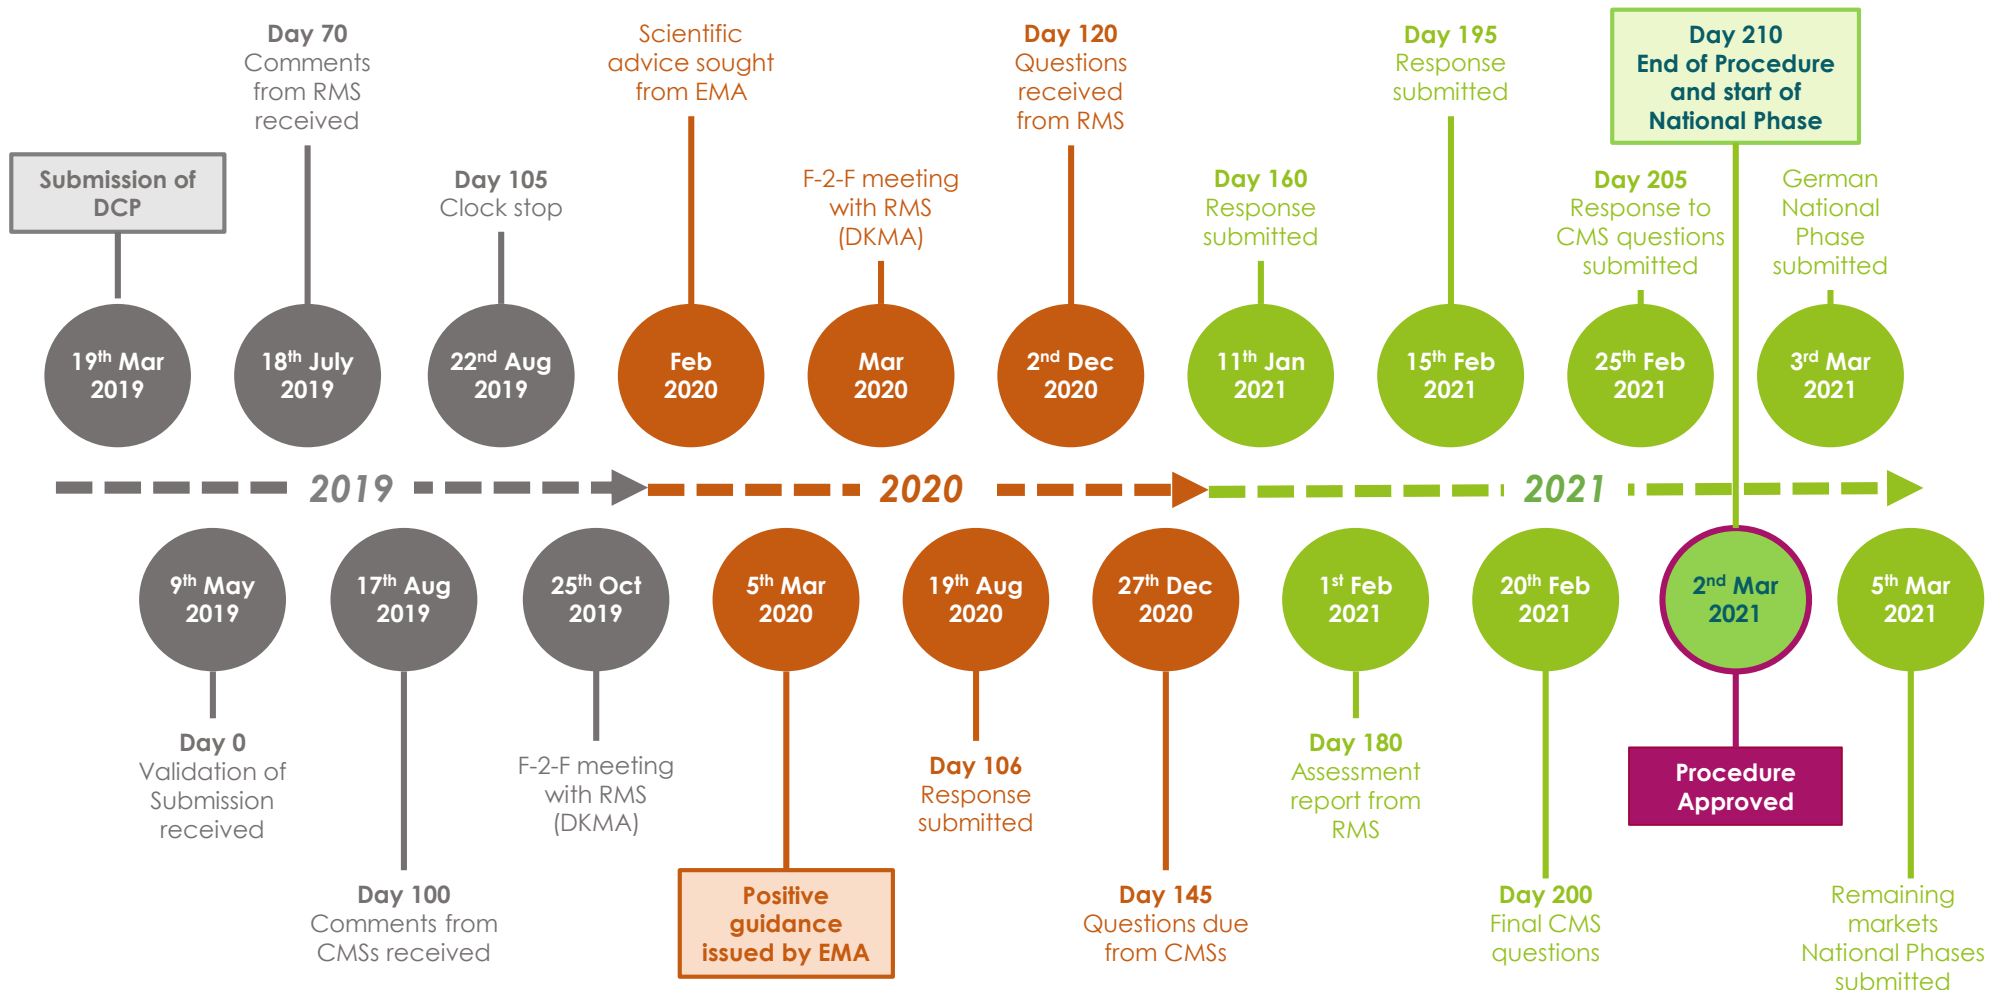 Day 70
Comments
from RMS
received
Scientific
advice sought
from EMA
Day 120
Questions
received
from RMS
Day 195
Response
submitted
Day 210
End of Procedure
and start of
National Phase
Submission of
DCP
Day 105
Clock stop
F-2-F meeting
with RMS
(DKMA)
Day 160
Response
submitted
Day 205
Response to
CMS questions
submitted
German
National
Phase
submitted
19th Mar
2019
18th July
2019
22nd Aug
2019
Feb
2020
Mar
2020
2nd Dec
2020
11th Jan
2021
15th Feb
2021
25th Feb
2021
3rd Mar
2021
2019
2020
2021
9th May
2019
17th Aug
2019
25th Oct
2019
5th Mar
2020
19th Aug
2020
27th Dec
2020
1st Feb
2021
20th Feb
2021
2nd Mar
2021
5th Mar
2021
Day 0
Validation of
Submission
received
F-2-F meeting
with RMS
(DKMA)
Day 106
Response
submitted
Day 180
Assessment
report from
RMS
Procedure
Approved
Day 100
Comments from
CMSs received
Positive
guidance
issued by EMA
Day 145
Questions due
from CMSs
Day 200
Final CMS
questions
Remaining
markets
National Phases
submitted